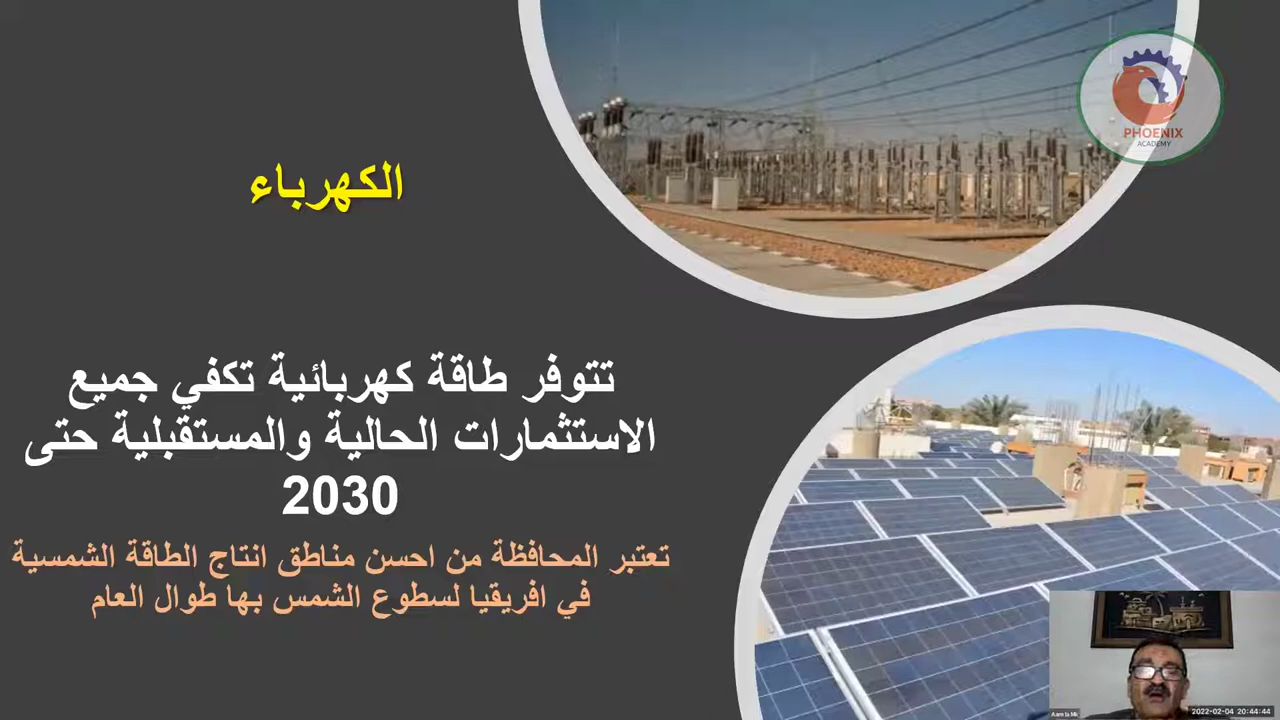 PHOENIX
ACADEMY
الكهرباء
تتوفر طاقة كهربائية تكفي جميع
الاستثمارات الحالية والمستقبلية حتى
2030
تعتبر المحافظة من احسن مناطق انتاج الطاقة الشمسية
في افريقيا لسطوع الشمس بها طوال العام
2022-02-04 20:44:44